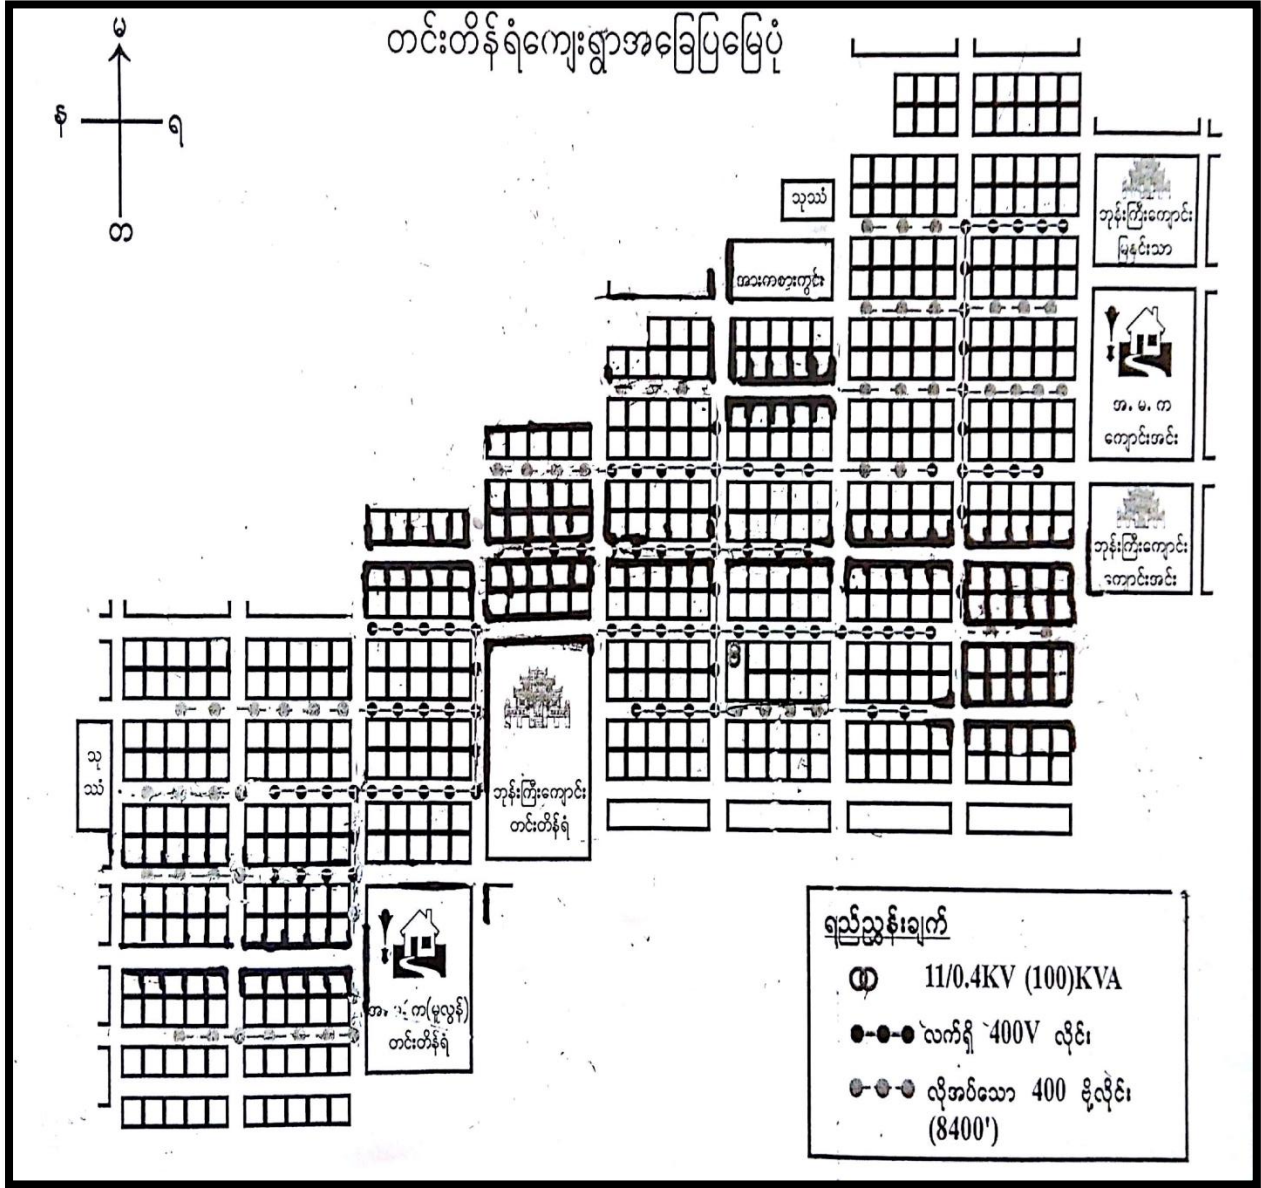 တင်းတိန်ရံကျေးရွာအခြေပြမြေပုံ
မ
န
ရ
တ
သုဿံ
ဘုန်းကြီးကျောင်း
မြနှင်းသာ
အားကစားကွင်း
အ. မ. က
ကျောင်းအင်း
ဘုန်းကြီးကျောင်း
ကျောင်းအင်း
သု
ဿံ
ဘုန်းကြီးကျောင်း
တင်းတိန်ရံ
က(မူလွန်)
တင်းတိန်ရံ
ရည်ညွှန်းချက်
11/0.4KV (100)KVA
လက်ရှိ 400V လိုင်း
လိုအပ်သော 400 ဗို့လိုင်း
(8400')